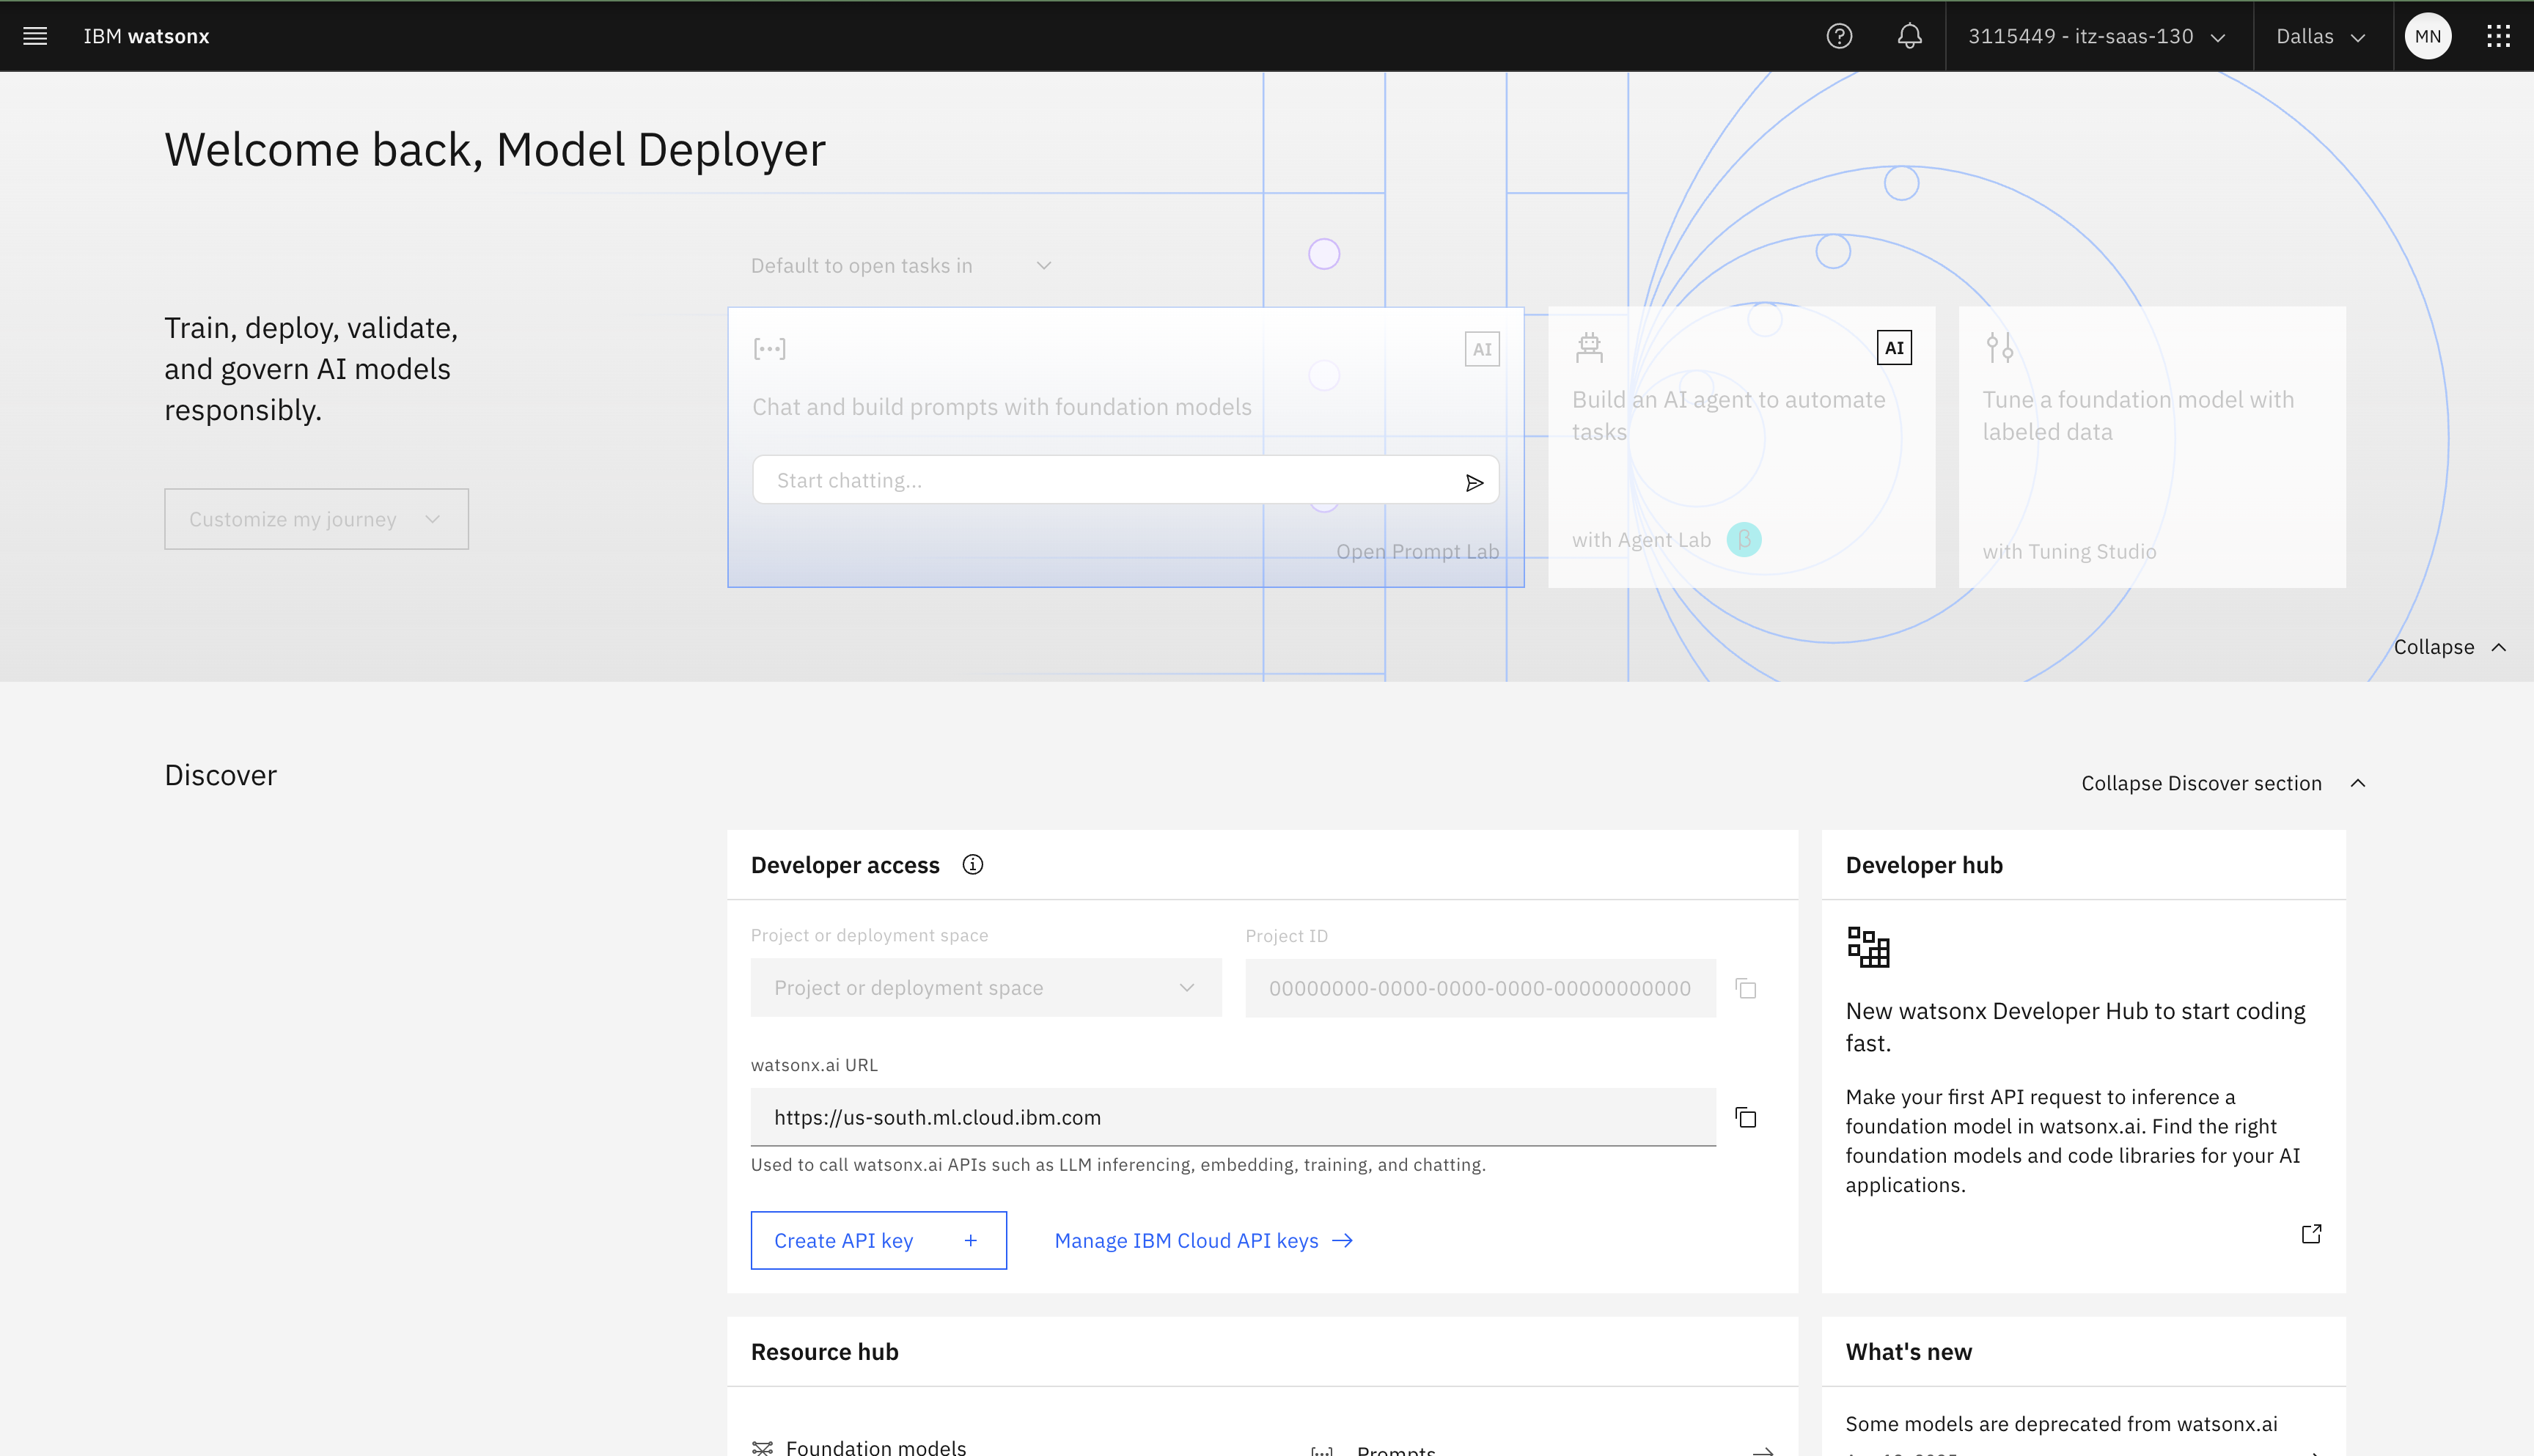 IBM watsonx
3115449 - itz-saas-130
Dallas
MN
Welcome back, Model Deployer
Train, deploy, validate,
and govern AI models
responsibly.
Customize my journey
Default to open tasks in
AI
Chat and build prompts with foundation models
Start chatting...
Open Prompt Lab
AI
Build an AI agent to automate
tasks
with Agent Lab β
Tune a foundation model with
labeled data
with Tuning Studio
Collapse
Discover
Collapse Discover section
Developer access
Project or deployment space
Project or deployment space
Project ID
00000000-0000-0000-0000-00000000000
watsonx.ai URL
https://us-south.ml.cloud.ibm.com
Used to call watsonx.ai APIs such as LLM inferencing, embedding, training, and chatting.
Create API key +
Manage IBM Cloud API keys
Developer hub
New watsonx Developer Hub to start coding
fast.
Make your first API request to inference a
foundation model in watsonx.ai. Find the right
foundation models and code libraries for your AI
applications.
Resource hub
Foundation models
Prompts
What's new
Some models are deprecated from watsonx.ai